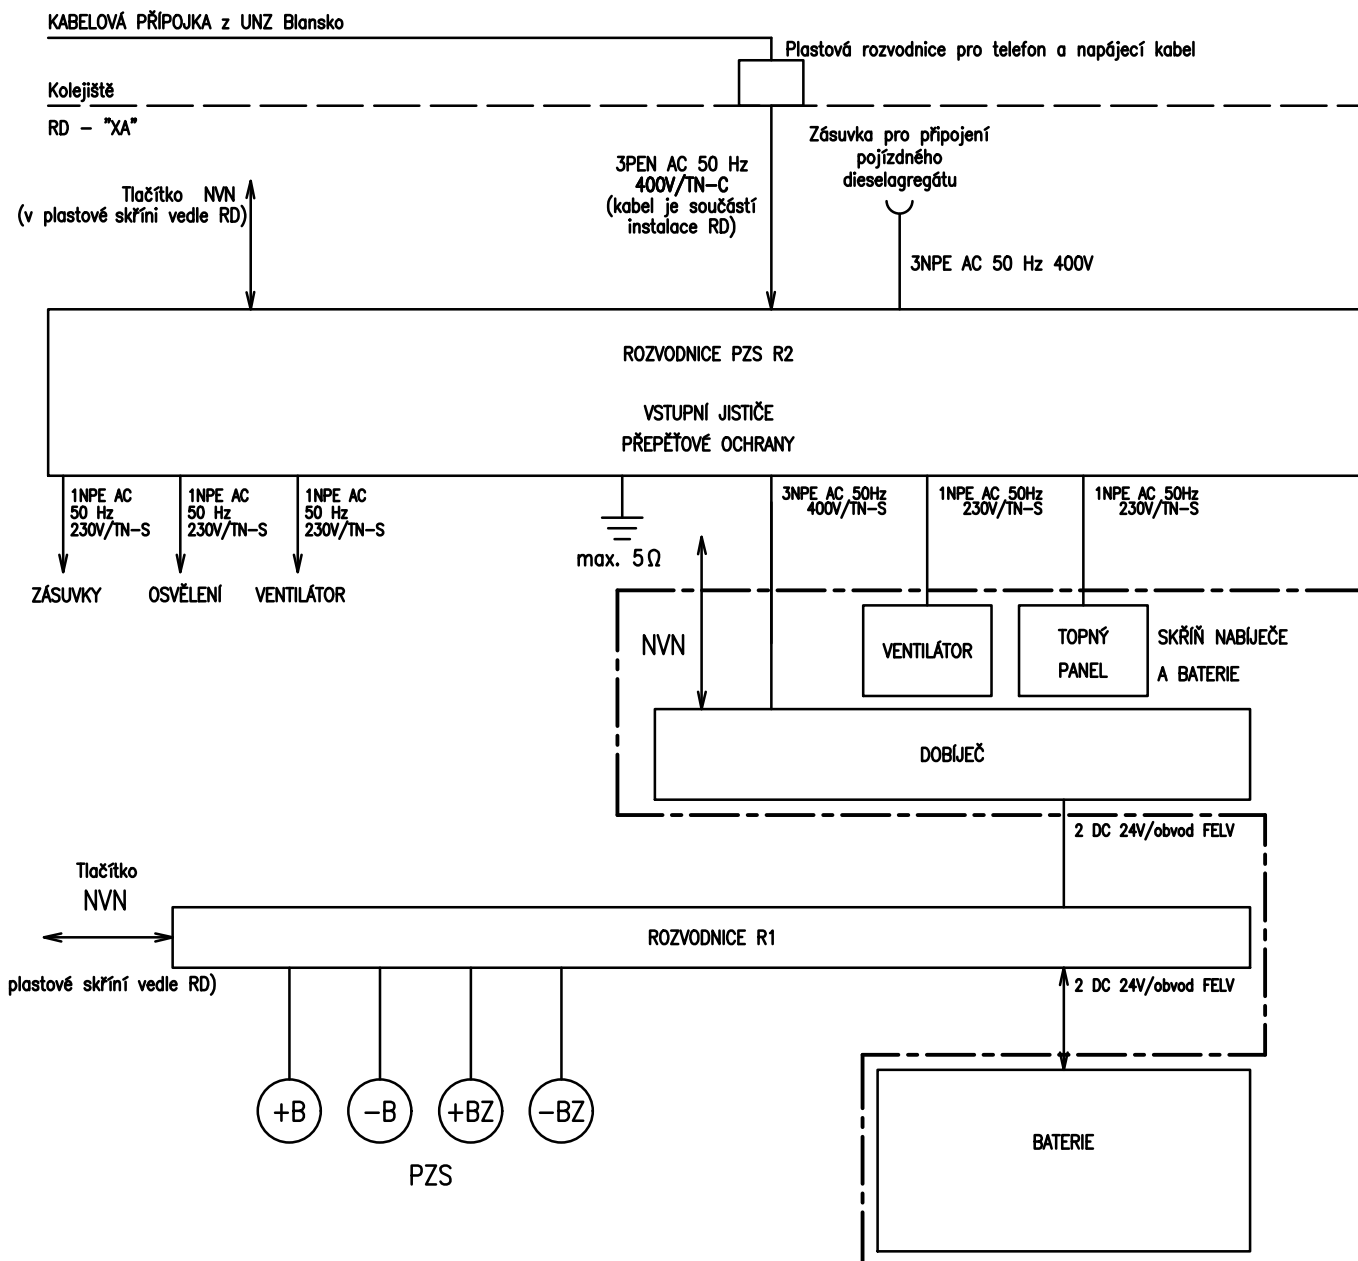 KABELOVÁ PŘÍPOJKA z UNZ Blansko
Plastová rozvodnice pro telefon a napájecí kabel
Kolejiště
RD – "XA"
Zásuvka pro připojení
pojízdného
dieselagregátu
3PEN AC 50 Hz
400V/TN–C
(kabel je součástí
instalace RD)
Tlačítko NVN
(v plastové skříni vedle RD)
3NPE AC 50 Hz 400V
ROZVODNICE PZS R2
VSTUPNÍ JISTIČE
PŘEPĚŤOVÉ OCHRANY
1NPE AC
50 Hz
230V/TN–S
1NPE AC
50 Hz
230V/TN–S
1NPE AC
50 Hz
230V/TN–S
3NPE AC 50Hz
400V/TN–S
1NPE AC 50Hz
230V/TN–S
1NPE AC 50Hz
230V/TN–S
max. 5Ω
ZÁSUVKY
OSVĚLENÍ
VENTILÁTOR
NVN
VENTILÁTOR
TOPNÝ
PANEL
SKŘÍŇ NABÍJEČE
A BATERIE
DOBÍJEČ
2 DC 24V/obvod FELV
Tlačítko
NVN
ROZVODNICE R1
plastové skříní vedle RD)
2 DC 24V/obvod FELV
+B
–B
+BZ
–BZ
PZS
BATERIE